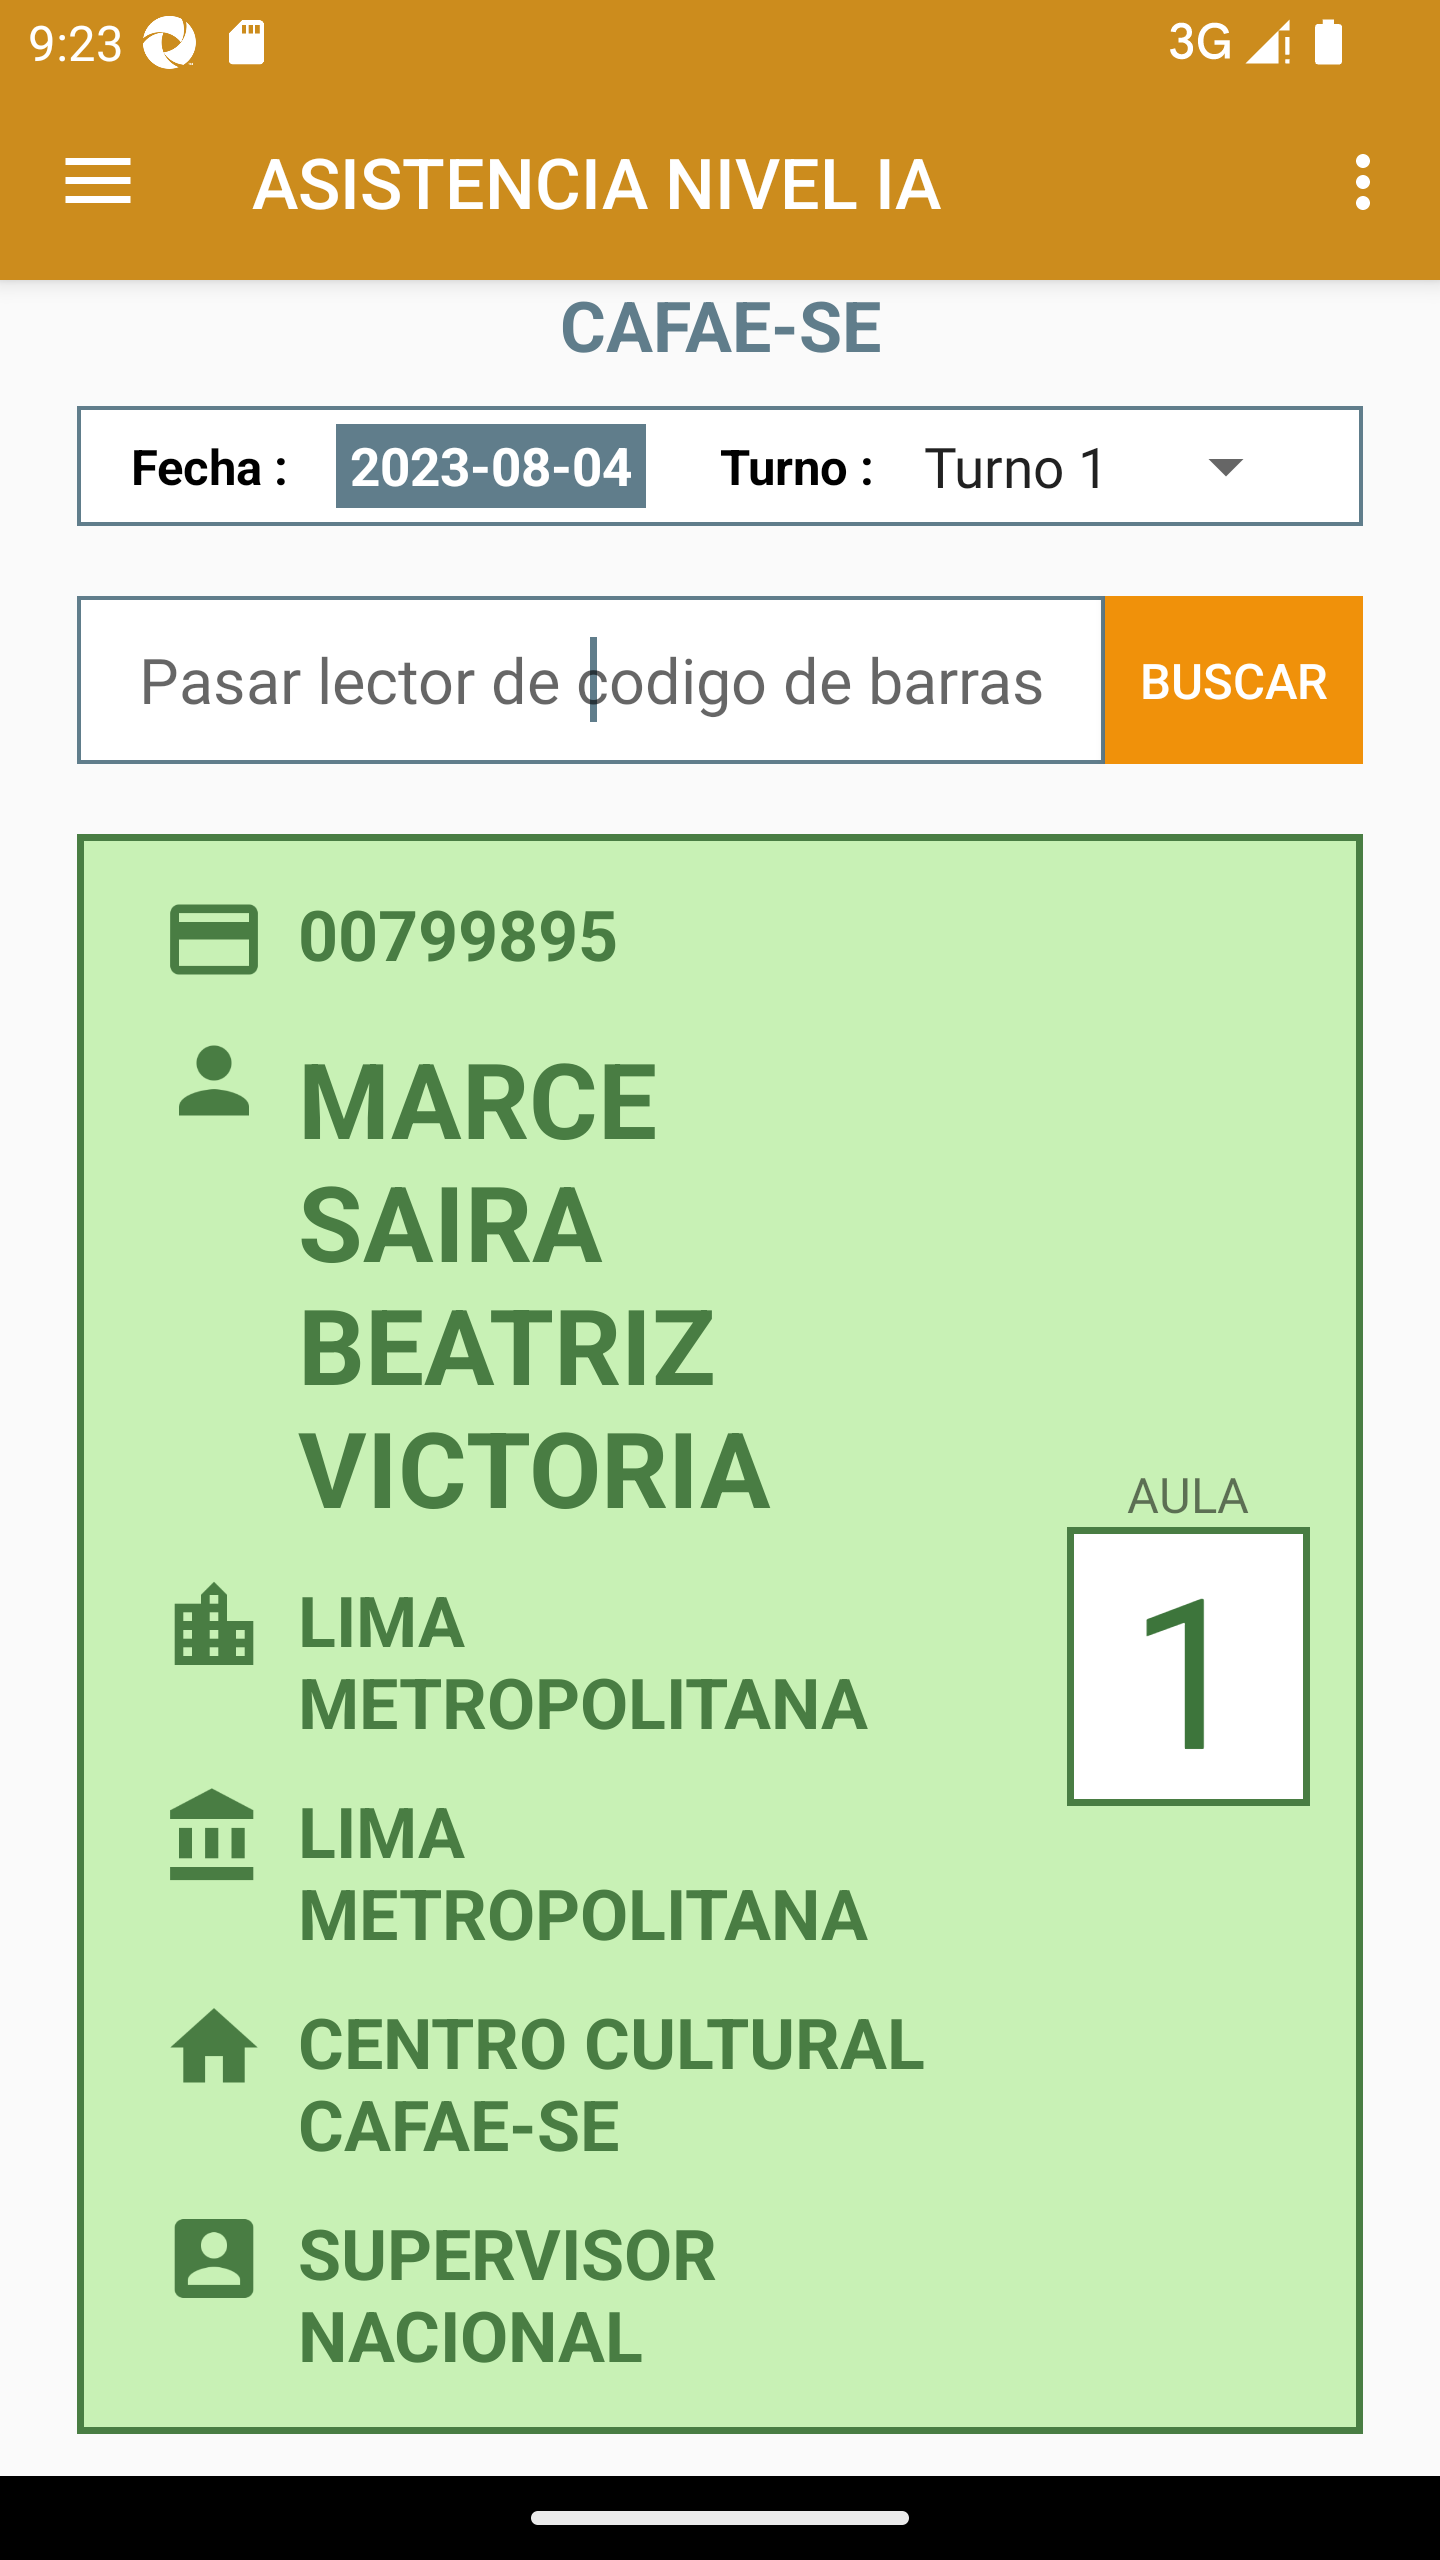 9:23
3G
ASISTENCIA NIVEL IA
CAFAE-SE
Fecha : 2023-08-04 Turno : Turno 1
Pasar lector de codigo de barras BUSCAR
00799895
MARCE
SAIRA
BEATRIZ
VICTORIA
AULA
1
LIMA
METROPOLITANA
LIMA
METROPOLITANA
CENTRO CULTURAL
CAFAE-SE
SUPERVISOR
NACIONAL